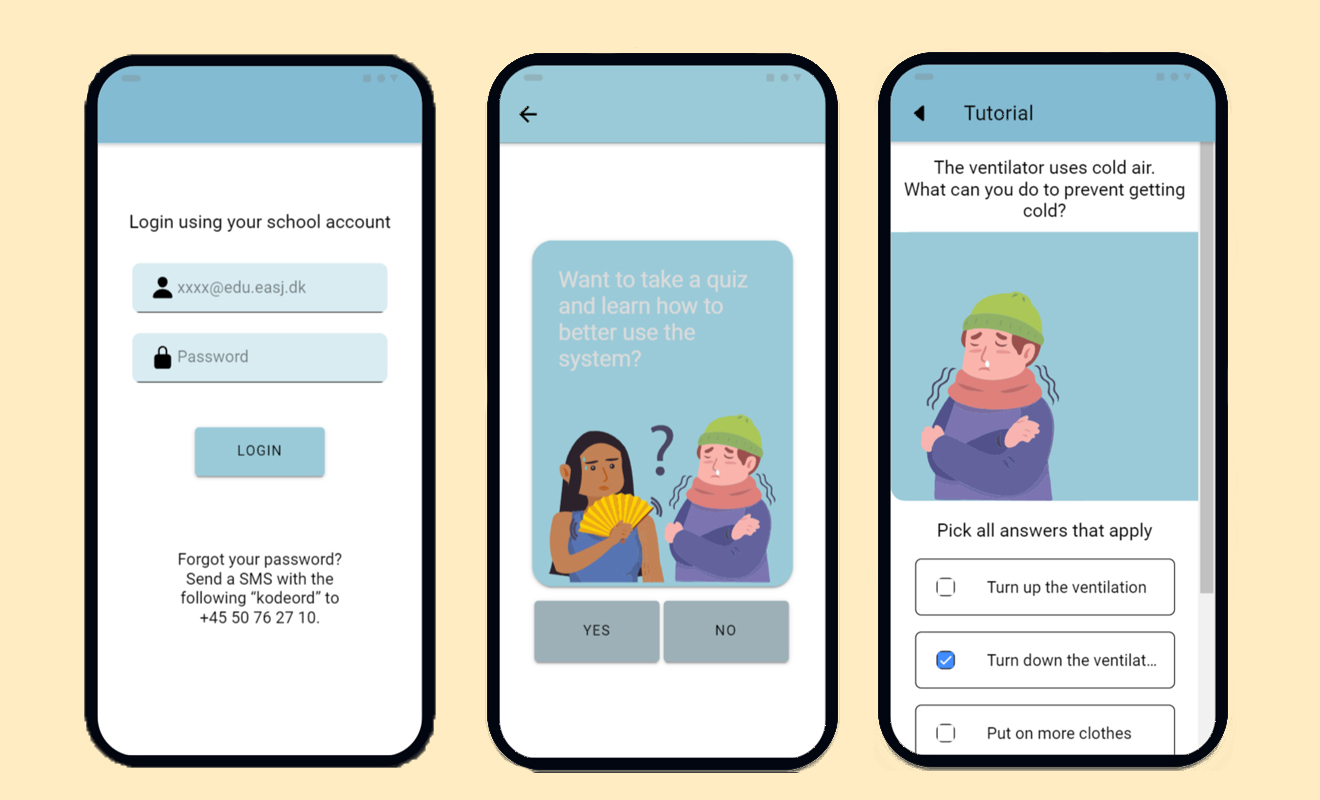 Login using your school account
xxxx@edu.easj.dk
Password
LOGIN
Forgot your password?
Send a SMS with the
following “kodeord” to
+45 50 76 27 10.
Want to take a quiz
and learn how to
better use the
system?
?
YES
NO
Tutorial
The ventilator uses cold air.
What can you do to prevent getting
cold?
Pick all answers that apply
Turn up the ventilation
Turn down the ventilat...
Put on more clothes